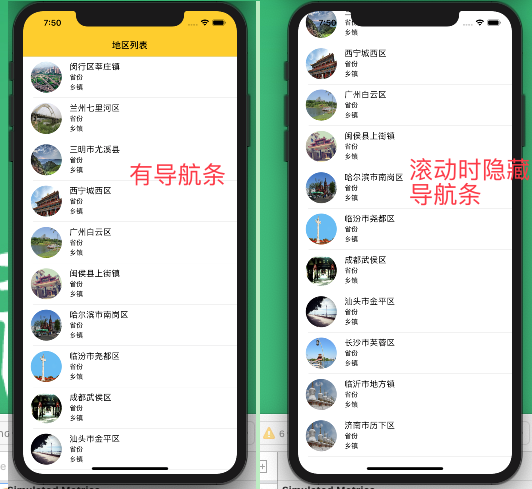 7:50
地区列表
闵行区莘庄镇
省份
乡镇
兰州七里河区
省份
乡镇
三明市尤溪县
省份
乡镇
西宁城西区
省份
乡镇
广州白云区
省份
乡镇
闽侯县上街镇
省份
乡镇
哈尔滨市南岗区
省份
乡镇
临汾市尧都区
省份
乡镇
成都武侯区
省份
乡镇
汕头市金平区
省份
乡镇
有导航条
7:50
乡镇
西宁城西区
省份
乡镇
广州白云区
省份
乡镇
闽侯县上街镇
省份
乡镇
哈尔滨市南岗区
省份
乡镇
临汾市尧都区
省份
乡镇
成都武侯区
省份
乡镇
汕头市金平区
省份
乡镇
长沙市芙蓉区
省份
乡镇
临沂市地方镇
省份
乡镇
济南市历下区
省份
乡镇
滚动时隐藏
导航条
6